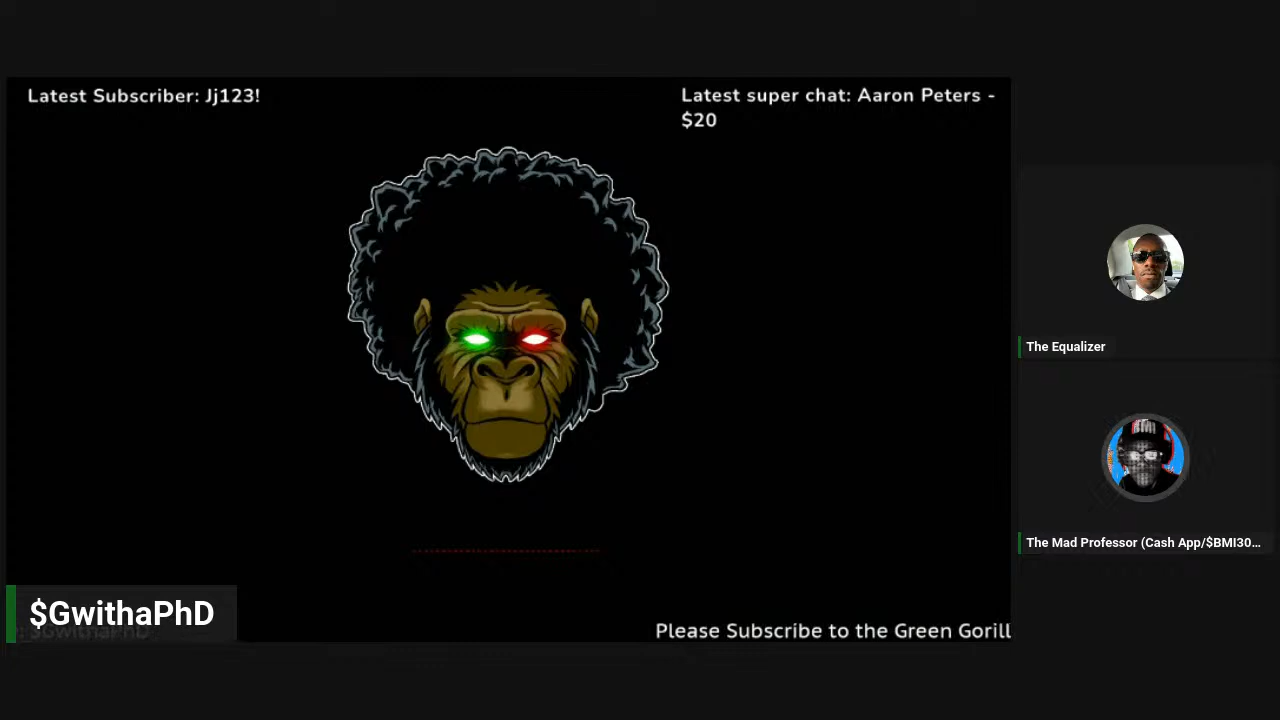 Latest Subscriber: Jj123!
Latest super chat: Aaron Peters -
$20
The Equalizer
The Mad Professor (Cash App/$BMI30…
$GwithaPhD
$GwithaPhD
Please Subscribe to the Green Gorill